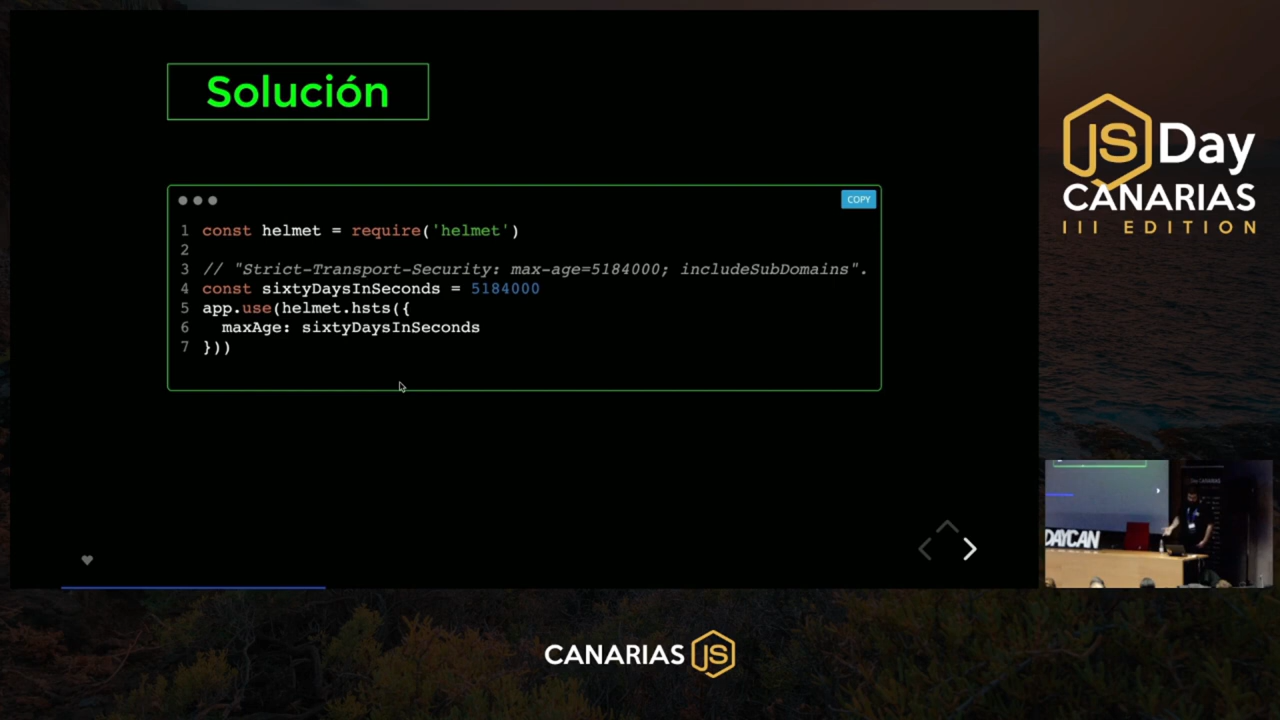 Solución
COPY
1 const helmet = require('helmet')
2
3 // "Strict-Transport-Security: max-age=5184000; includeSubDomains".
4 const sixtyDaysInSeconds = 5184000
5 app.use(helmet.hsts({
6   maxAge: sixtyDaysInSeconds
7 }))
JS Day
CANARIAS
III EDITION
DAYCAN
CANARIAS JS